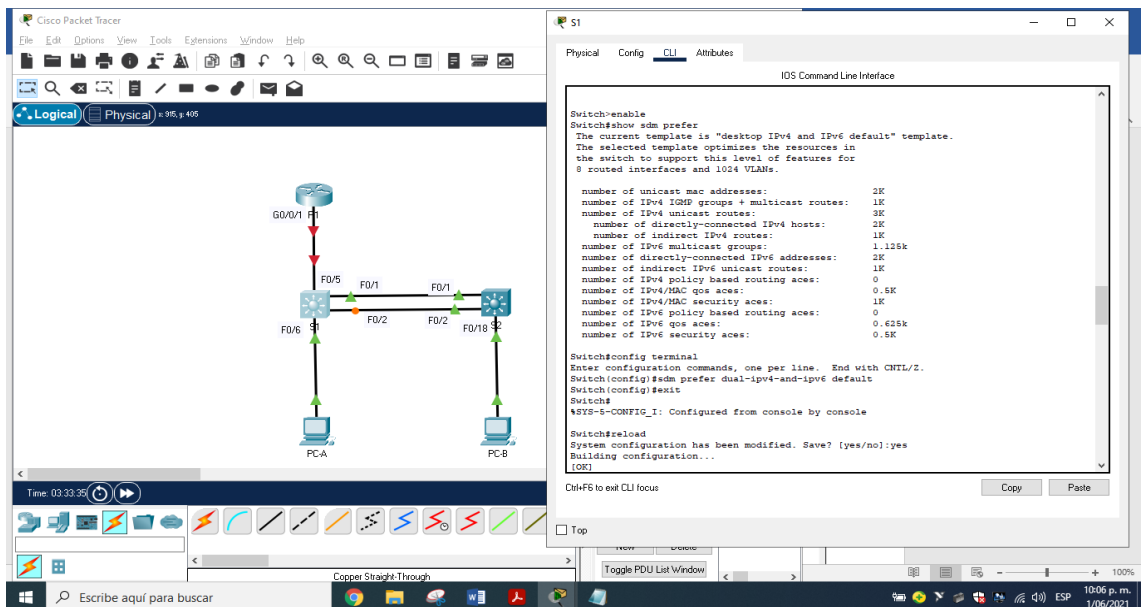 Cisco Packet Tracer
File Edit Options View Tools Extensions Window Help
Logical Physical x: 915, y: 405
G0/0/1 R1
F0/5 F0/1 F0/1
F0/2 F0/2
F0/6 S1 F0/18 S2
PC-A PC-B
Time: 03:33:35
Copper Straight-Through
S1
Physical Config CLI Attributes
IOS Command Line Interface
Switch>enable
Switch#show sdm prefer
The current template is "desktop IPv4 and IPv6 default" template.
The selected template optimizes the resources in
the switch to support this level of features for
8 routed interfaces and 1024 VLANs.
number of unicast mac addresses: 2K
number of IPv4 IGMP groups + multicast routes: 1K
number of IPv4 unicast routes: 3K
number of directly-connected IPv4 hosts: 2K
number of indirect IPv4 routes: 1K
number of IPv6 multicast groups: 1.125k
number of directly-connected IPv6 addresses: 2K
number of indirect IPv6 unicast routes: 1K
number of IPv4 policy based routing aces: 0
number of IPv4/MAC qos aces: 0.5K
number of IPv4/MAC security aces: 1K
number of IPv6 policy based routing aces: 0
number of IPv6 qos aces: 0.625k
number of IPv6 security aces: 0.5K
Switch#config terminal
Enter configuration commands, one per line. End with CNTL/Z.
Switch(config)#sdm prefer dual-ipv4-and-ipv6 default
Switch(config)#exit
Switch#
%SYS-5-CONFIG_I: Configured from console by console
Switch#reload
System configuration has been modified. Save? [yes/no]:yes
Building configuration...
[OK]
Ctrl+F6 to exit CLI focus
Copy Paste
Top
New Delete
Toggle PDU List Window
100%
Escribe aquí para buscar
ESP
10:06 p. m.
1/06/2021